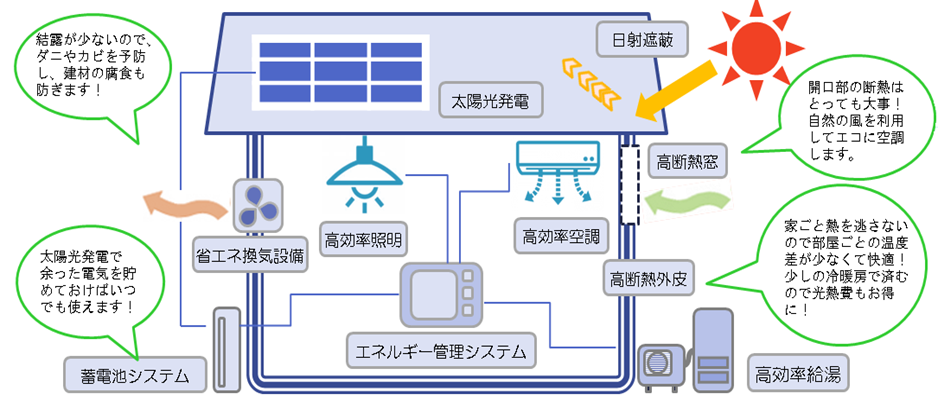 結露が少ないので、
ダニやカビを予防
し、建材の腐食も
防ぎます！
日射遮蔽
太陽光発電
開口部の断熱は
とっても大事！
自然の風を利用
してエコに空調
します。
高断熱窓
高効率照明
高効率空調
省エネ換気設備
家ごと熱を逃さない
ので部屋ごとの温度
差が少なくて快適！
少しの冷暖房で済む
ので光熱費もお得
に！
高断熱外皮
太陽光発電で
余った電気を貯
めておけばいつ
でも使えます！
エネルギー管理システム
蓄電池システム
高効率給湯